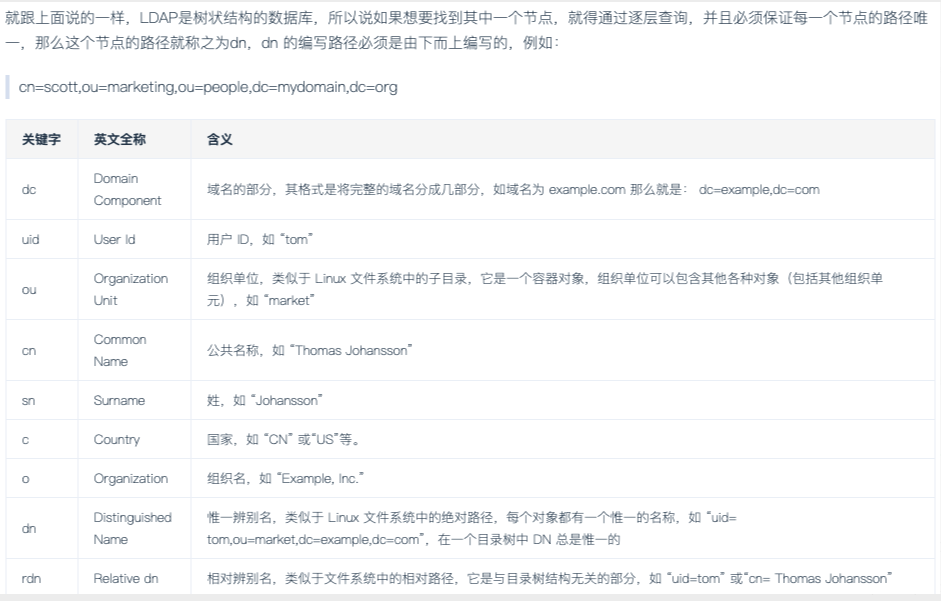 就跟上面说的一样，LDAP是树状结构的数据库，所以说如果想要找到其中一个节点，就得通过逐层查询，并且必须保证每一个节点的路径唯
一，那么这个节点的路径就称之为dn，dn 的编写路径必须是由下而上编写的，例如：
cn=scott,ou=marketing,ou=people,dc=mydomain,dc=org
关键字 英文全称 含义
dc Domain Component 域名的部分，其格式是将完整的域名分成几部分，如域名为 example.com 那么就是： dc=example,dc=com
uid User Id 用户 ID，如 “tom”
ou Organization Unit 组织单位，类似于 Linux 文件系统中的子目录，它是一个容器对象，组织单位可以包含其他各种对象（包括其他组织单
元），如 “market”
cn Common Name 公共名称，如 “Thomas Johansson”
sn Surname 姓，如 “Johansson”
c Country 国家，如 “CN” 或“US”等。
o Organization 组织名，如 “Example, Inc.”
dn Distinguished Name 惟一辨别名，类似于 Linux 文件系统中的绝对路径，每个对象都有一个惟一的名称，如 “uid=
tom,ou=market,dc=example,dc=com”，在一个目录树中 DN 总是惟一的
rdn Relative dn 相对辨别名，类似于文件系统中的相对路径，它是与目录树结构无关的部分，如 “uid=tom” 或“cn= Thomas Johansson”